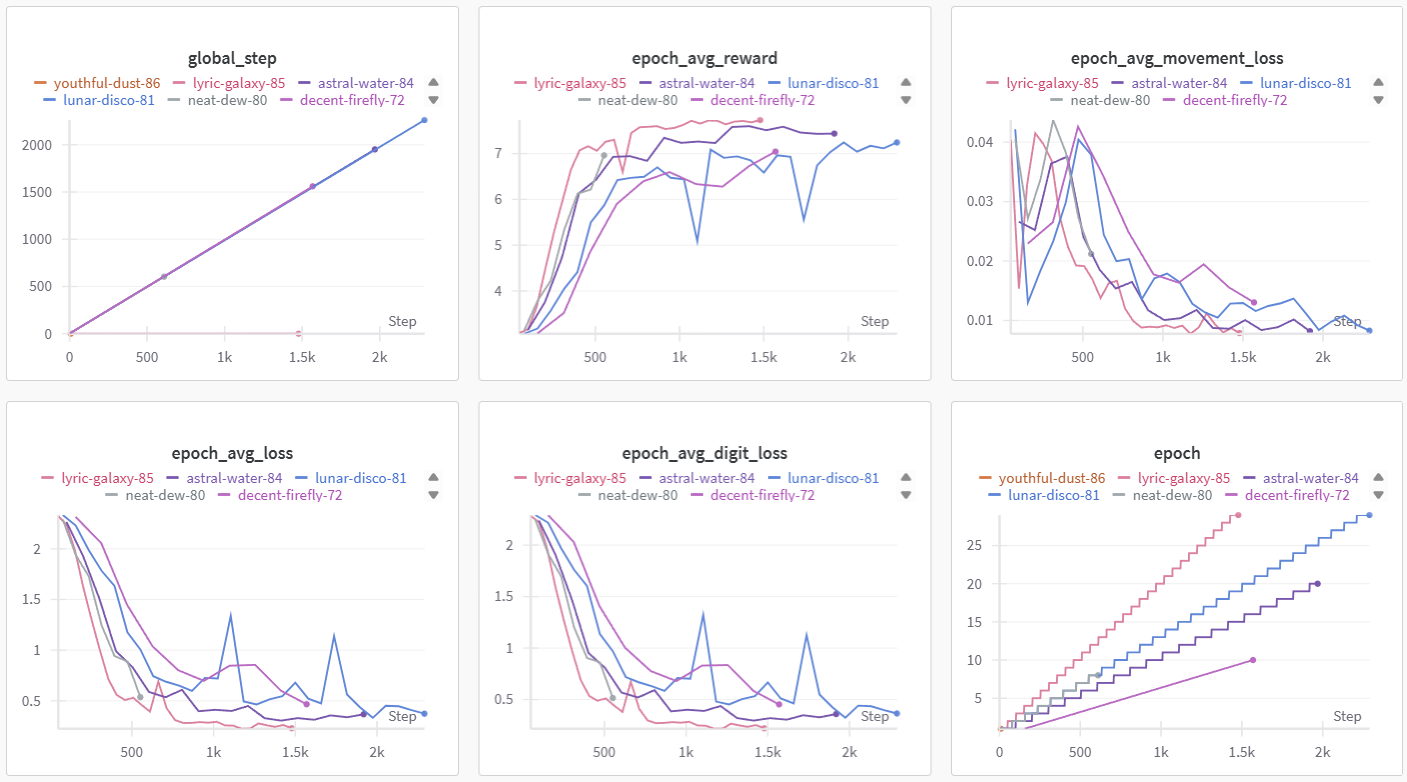 global_step
youthful-dust-86 lyric-galaxy-85 astral-water-84
lunar-disco-81 neat-dew-80 decent-firefly-72
2000
1500
1000
500
0
Step
0 500 1k 1.5k 2k
epoch_avg_reward
lyric-galaxy-85 astral-water-84 lunar-disco-81
neat-dew-80 decent-firefly-72
7
6
5
4
Step
500 1k 1.5k 2k
epoch_avg_movement_loss
lyric-galaxy-85 astral-water-84 lunar-disco-81
neat-dew-80 decent-firefly-72
0.04
0.03
0.02
0.01
Step
500 1k 1.5k 2k
epoch_avg_loss
lyric-galaxy-85 astral-water-84 lunar-disco-81
neat-dew-80 decent-firefly-72
2
1.5
1
0.5
Step
500 1k 1.5k 2k
epoch_avg_digit_loss
lyric-galaxy-85 astral-water-84 lunar-disco-81
neat-dew-80 decent-firefly-72
2
1.5
1
0.5
Step
500 1k 1.5k 2k
epoch
youthful-dust-86 lyric-galaxy-85 astral-water-84
lunar-disco-81 neat-dew-80 decent-firefly-72
25
20
15
10
5
Step
0 500 1k 1.5k 2k